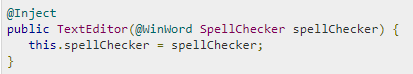 @Inject
public TextEditor(@WinWord SpellChecker spellChecker) {
  this.spellChecker = spellChecker;
}